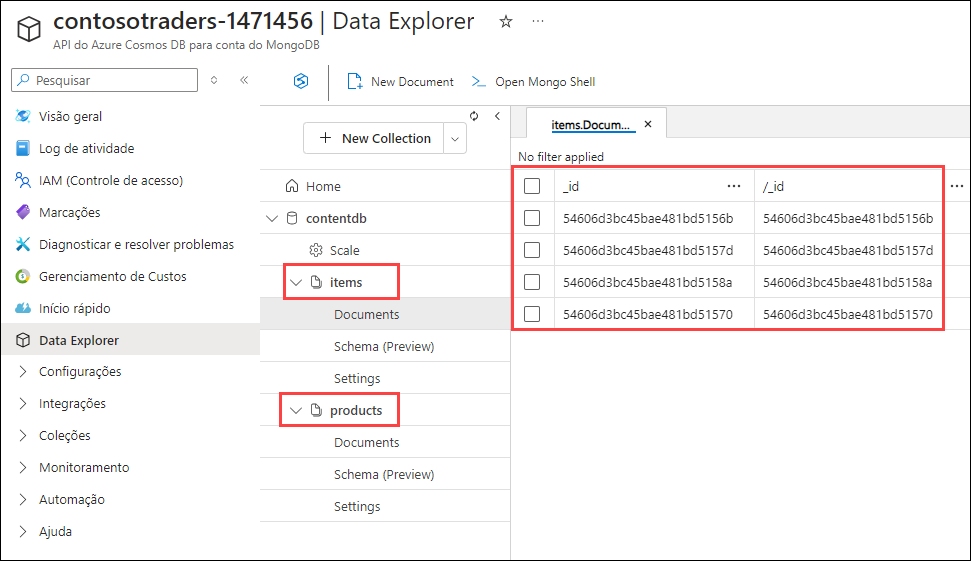 contosotraders-1471456 | Data Explorer
API do Azure Cosmos DB para conta do MongoDB
Pesquisar
Visão geral
Log de atividade
IAM (Controle de acesso)
Marcações
Diagnosticar e resolver problemas
Gerenciamento de Custos
Início rápido
Data Explorer
Configurações
Integrações
Coleções
Monitoramento
Automação
Ajuda
New Document
Open Mongo Shell
New Collection
Home
contentdb
Scale
items
Documents
Schema (Preview)
Settings
products
Documents
Schema (Preview)
Settings
items.Docum...
No filter applied
_id /_id
54606d3bc45bae481bd5156b 54606d3bc45bae481bd5156b
54606d3bc45bae481bd5157d 54606d3bc45bae481bd5157d
54606d3bc45bae481bd5158a 54606d3bc45bae481bd5158a
54606d3bc45bae481bd51570 54606d3bc45bae481bd51570